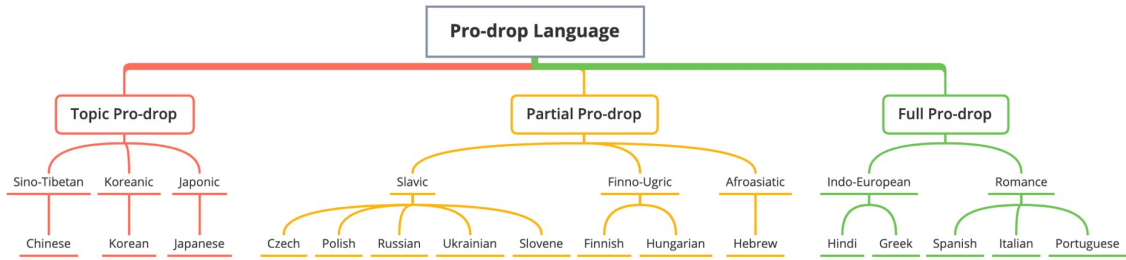 Pro-drop Language
Topic Pro-drop Partial Pro-drop Full Pro-drop
Sino-Tibetan Koreanic Japonic Slavic Finno-Ugric Afroasiatic Indo-European Romance
Chinese Korean Japanese Czech Polish Russian Ukrainian Slovene Finnish Hungarian Hebrew Hindi Greek Spanish Italian Portuguese